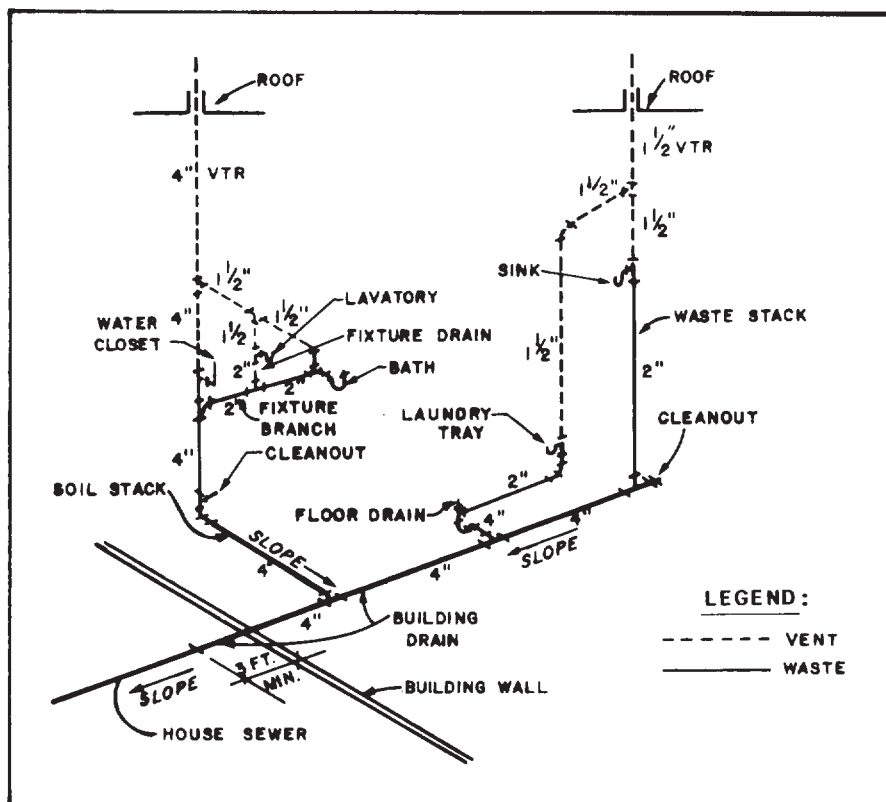 ROOF
ROOF
4" VTR
1 1/2" VTR
1 1/2"
1 1/2"
1 1/2"
1 1/2"
SINK
LAVATORY
WATER
CLOSET
4"
1 1/2
FIXTURE DRAIN
WASTE STACK
1 1/2"
2"
2"
BATH
2"
2"
FIXTURE
BRANCH
LAUNDRY
TRAY
CLEANOUT
4"
CLEANOUT
SOIL STACK
2"
FLOOR DRAIN
4"
4"
SLOPE
SLOPE
4"
4"
LEGEND:
4"
BUILDING
DRAIN
VENT
WASTE
3 FT.
MIN.
SLOPE
BUILDING WALL
HOUSE SEWER